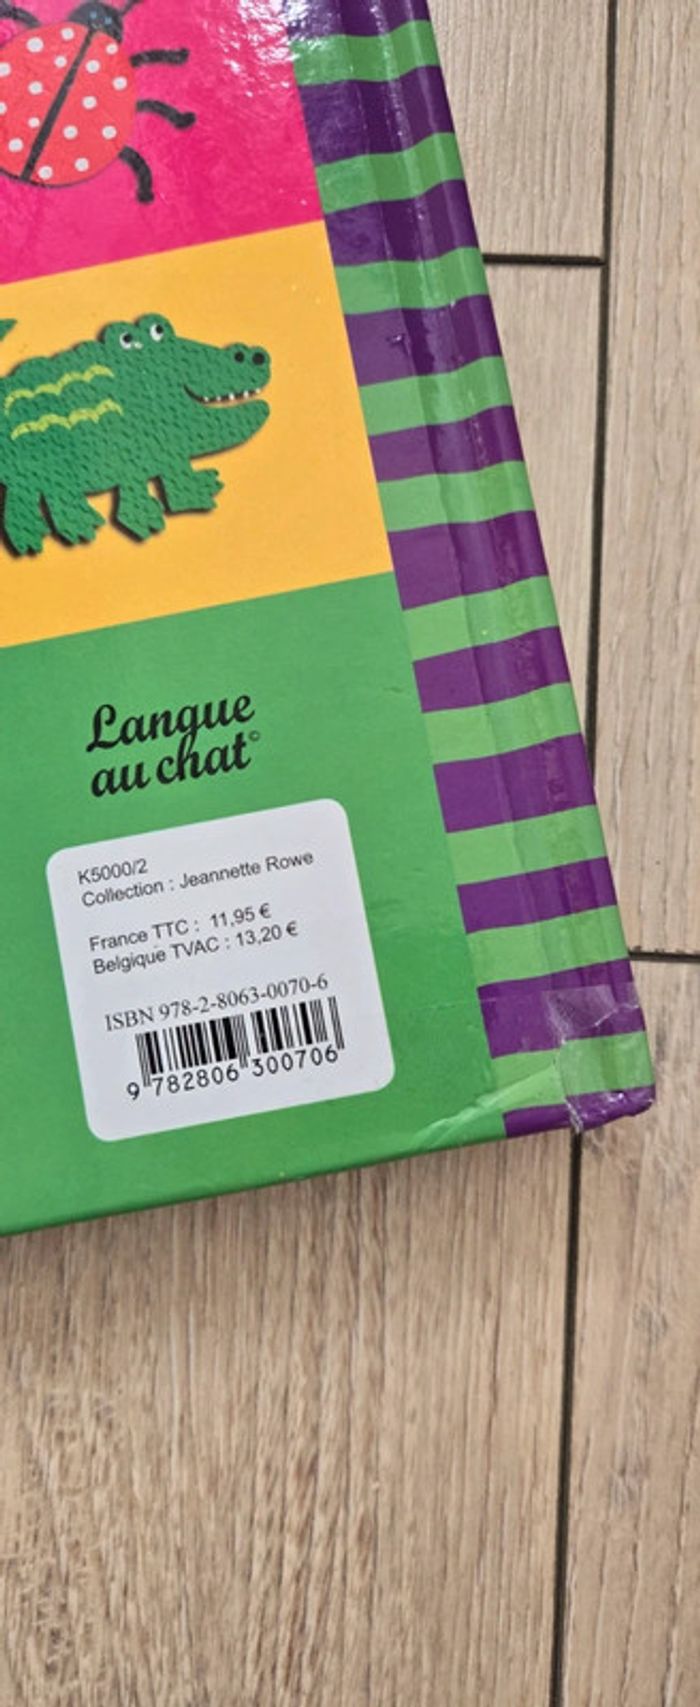 Langue
au chat©
K5000/2
Collection : Jeannette Rowe
France TTC : 11,95 €
Belgique TVAC : 13,20 €
ISBN 978-2-8063-0070-6
9 782806 300706